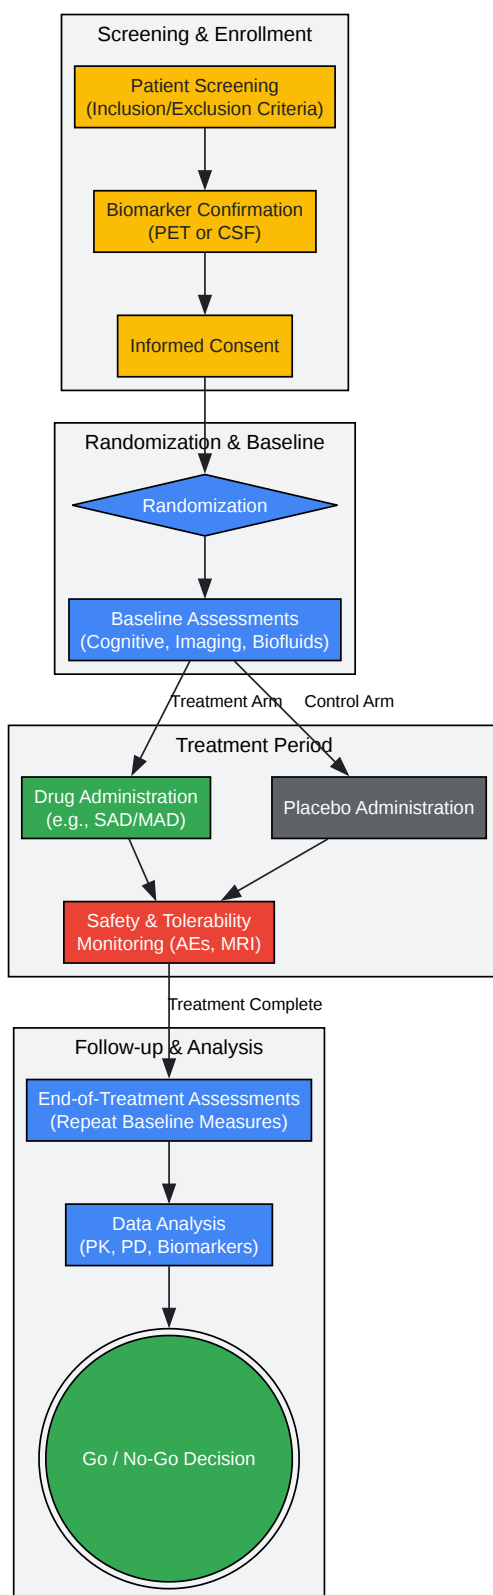 Screening & Enrollment
Patient Screening
(Inclusion/Exclusion Criteria)
Biomarker Confirmation
(PET or CSF)
Informed Consent
Randomization & Baseline
Randomization
Baseline Assessments
(Cognitive, Imaging, Biofluids)
Treatment Arm
Control Arm
Treatment Period
Drug Administration
(e.g., SAD/MAD)
Placebo Administration
Safety & Tolerability
Monitoring (AEs, MRI)
Treatment Complete
Follow-up & Analysis
End-of-Treatment Assessments
(Repeat Baseline Measures)
Data Analysis
(PK, PD, Biomarkers)
Go / No-Go Decision